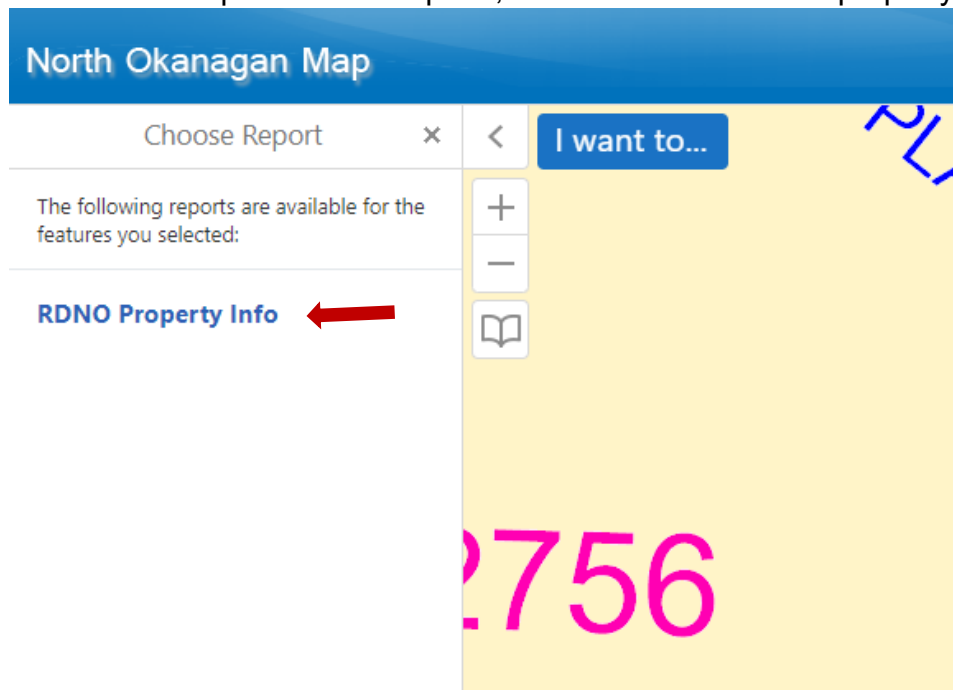 North Okanagan Map
Choose Report ×
I want to...
The following reports are available for the
features you selected:
RDNO Property Info
2756